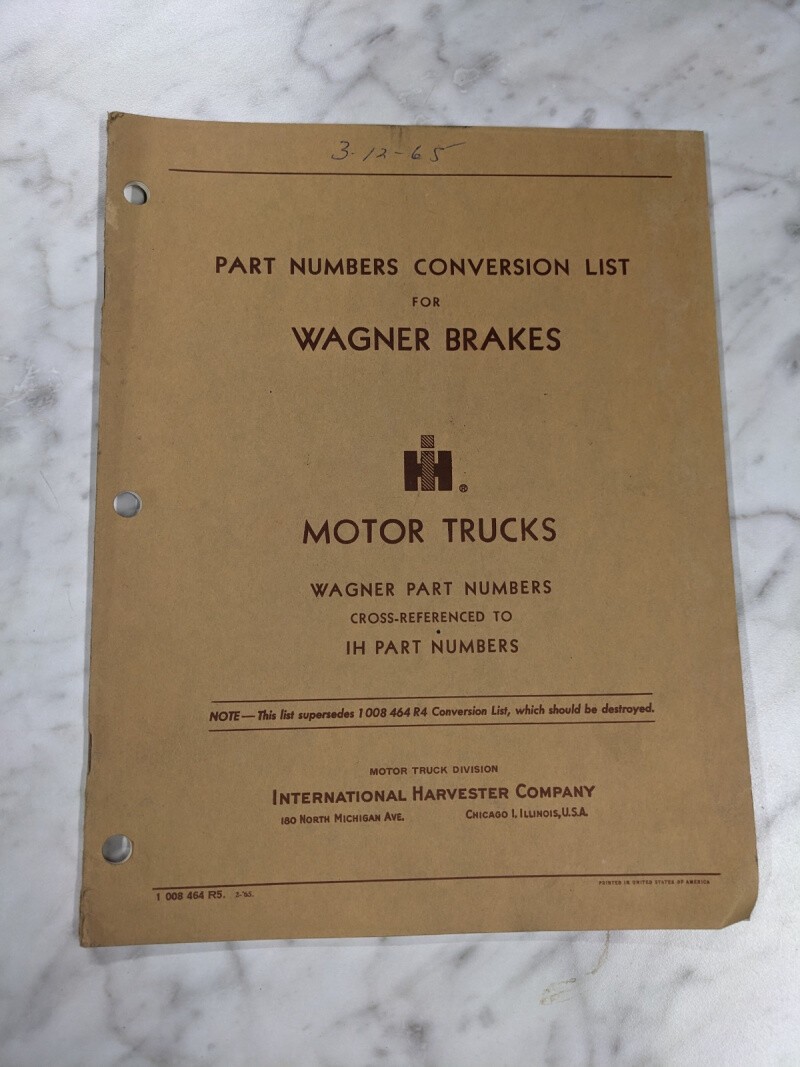 3-12-65
PART NUMBERS CONVERSION LIST
FOR
WAGNER BRAKES
IH ®
MOTOR TRUCKS
WAGNER PART NUMBERS
CROSS-REFERENCED TO
IH PART NUMBERS
NOTE—This list supersedes 1 008 464 R4 Conversion List, which should be destroyed.
MOTOR TRUCK DIVISION
INTERNATIONAL HARVESTER COMPANY
180 NORTH MICHIGAN AVE. CHICAGO 1, ILLINOIS, U.S.A.
1 008 464 R5. 2-'65.
PRINTED IN UNITED STATES OF AMERICA